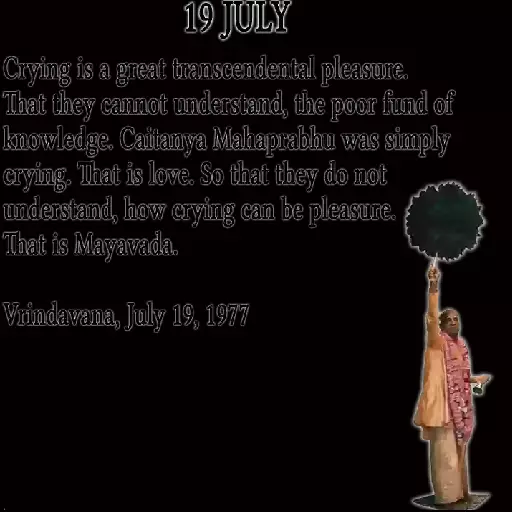 19 JULY
Crying is a great transcendental pleasure.
That they cannot understand, the poor fund of
knowledge. Caitanya Mahaprabhu was simply
crying. That is love. So that they do not
understand, how crying can be pleasure.
That is Mayavada.
Vrindavana, July 19, 1977